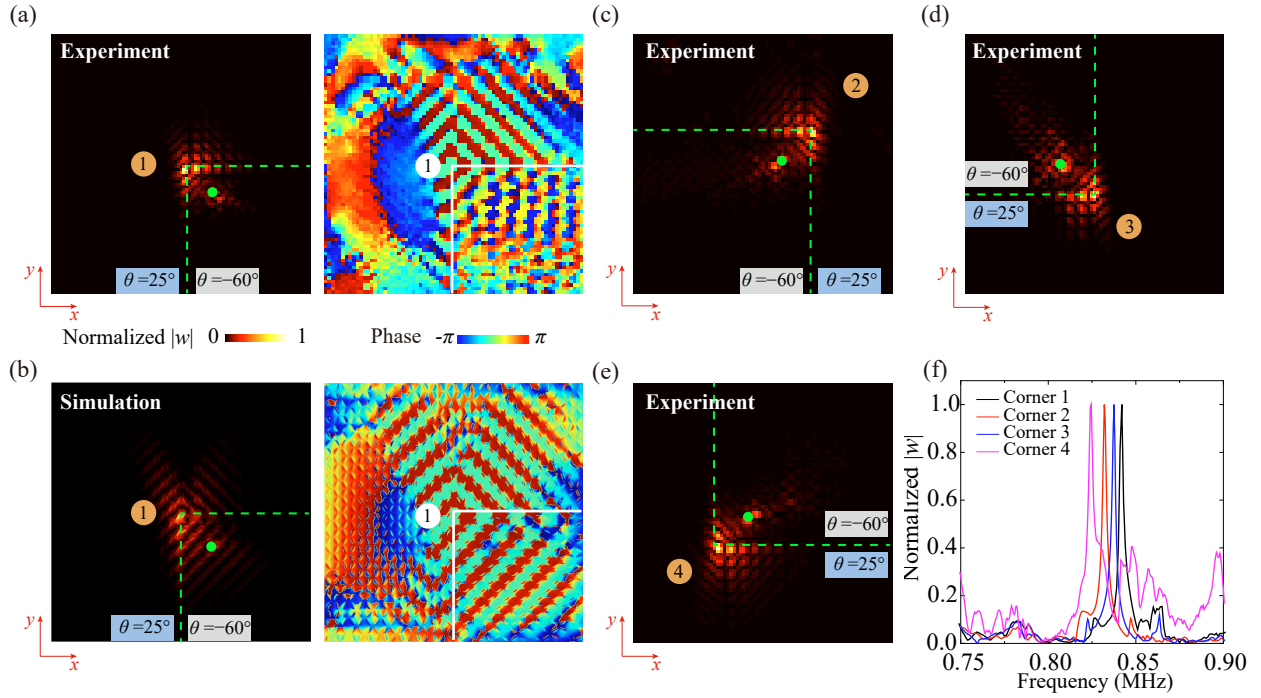 (a)
Experiment
1
θ=25°
θ=−60°
y
x
1
Normalized |w| 0 1
Phase -π π
(b)
Simulation
1
θ=25°
θ=−60°
y
x
1
(c)
Experiment
2
θ=−60°
θ=25°
y
x
(d)
Experiment
θ=−60°
θ=25°
3
y
x
(e)
Experiment
θ=−60°
θ=25°
4
y
x
(f)
Normalized |w|
1.0
0.8
0.6
0.4
0.2
0.0
Corner 1
Corner 2
Corner 3
Corner 4
0.75 0.80 0.85 0.90
Frequency (MHz)